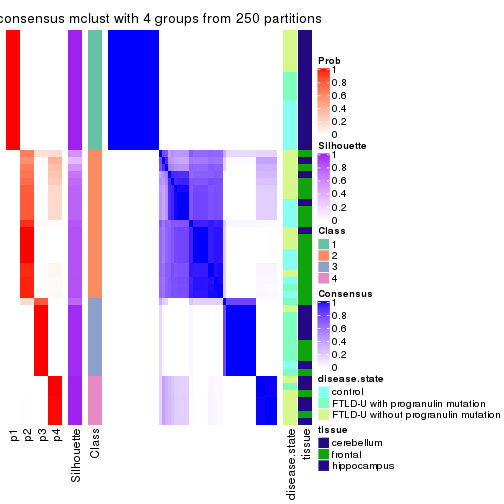 consensus mclust with 4 groups from 250 partitions
Prob
1
0.8
0.6
0.4
0.2
0
Silhouette
1
0.8
0.6
0.4
0.2
0
Class
1
2
3
4
Consensus
1
0.8
0.6
0.4
0.2
0
disease.state
control
FTLD-U with progranulin mutation
FTLD-U without progranulin mutation
tissue
cerebellum
frontal
hippocampus
p1
p2
p3
p4
Silhouette
Class
disease.state
tissue